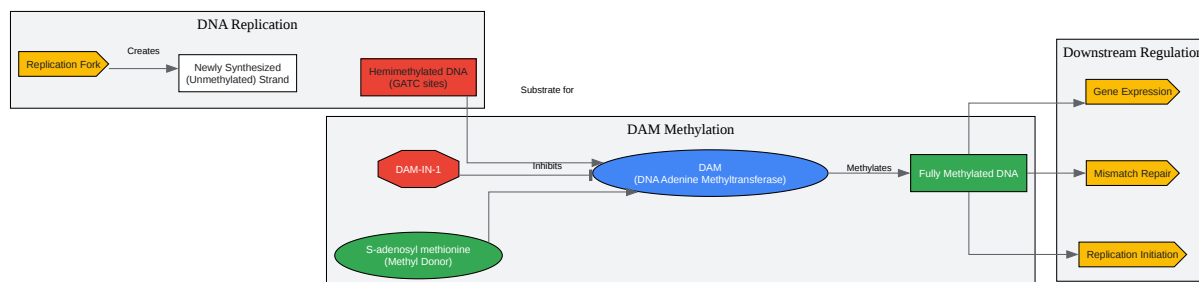 DNA Replication
Replication Fork
Creates
Newly Synthesized
(Unmethylated) Strand
Hemimethylated DNA
(GATC sites)
Substrate for
DAM Methylation
DAM-IN-1
Inhibits
DAM
(DNA Adenine Methyltransferase)
Methylates
Fully Methylated DNA
S-adenosyl methionine
(Methyl Donor)
Downstream Regulation
Gene Expression
Mismatch Repair
Replication Initiation